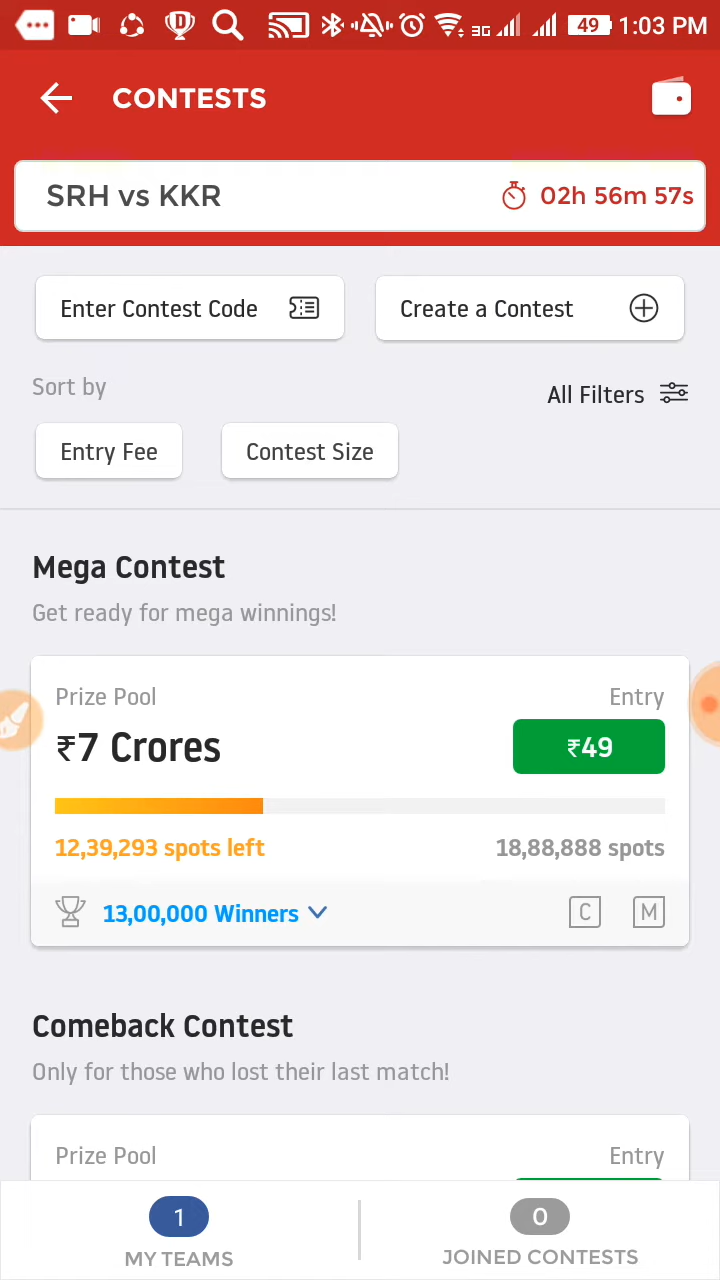 3G 49 1:03 PM
CONTESTS
SRH vs KKR 02h 56m 57s
Enter Contest Code Create a Contest
Sort by All Filters
Entry Fee Contest Size
Mega Contest
Get ready for mega winnings!
Prize Pool Entry
₹7 Crores ₹49
12,39,293 spots left 18,88,888 spots
13,00,000 Winners C M
Comeback Contest
Only for those who lost their last match!
Prize Pool Entry
1 0
MY TEAMS JOINED CONTESTS